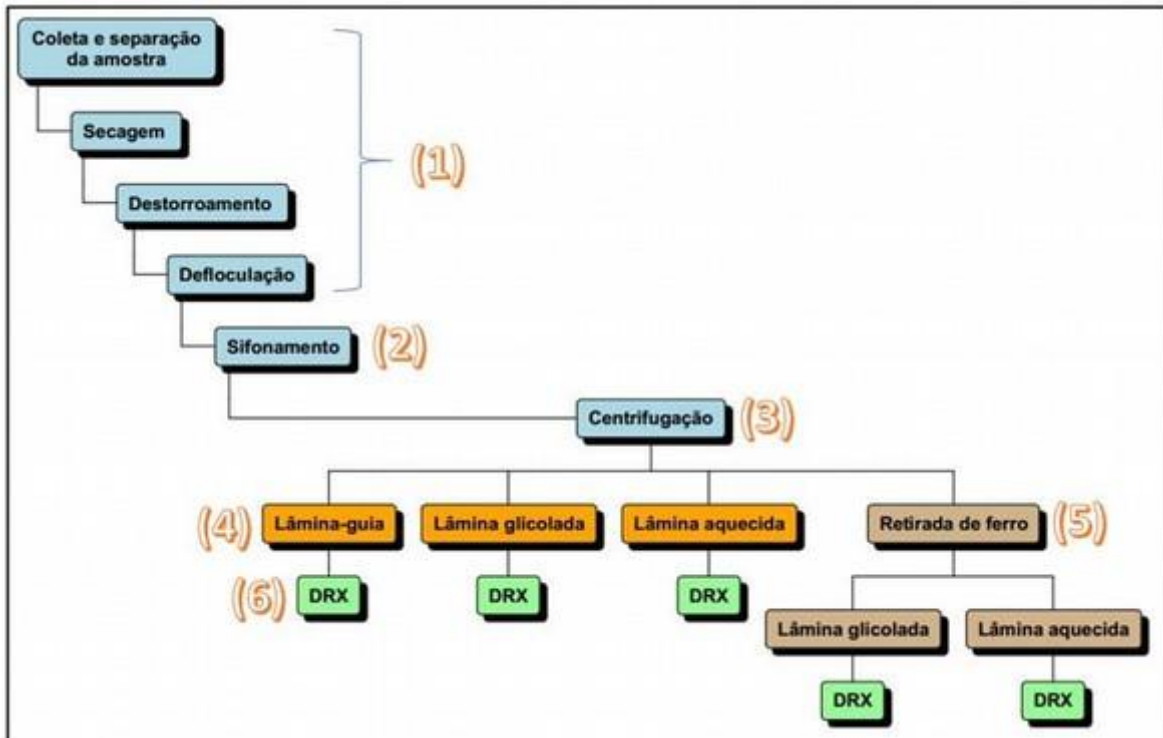 Coleta e separação
da amostra
Secagem
(1)
Destorroamento
Defloculação
Sifonamento
(2)
Centrifugação
(3)
(4)
Lâmina-guia
Lâmina glicolada
Lâmina aquecida
Retirada de ferro
(5)
(6)
DRX
DRX
DRX
Lâmina glicolada
Lâmina aquecida
DRX
DRX